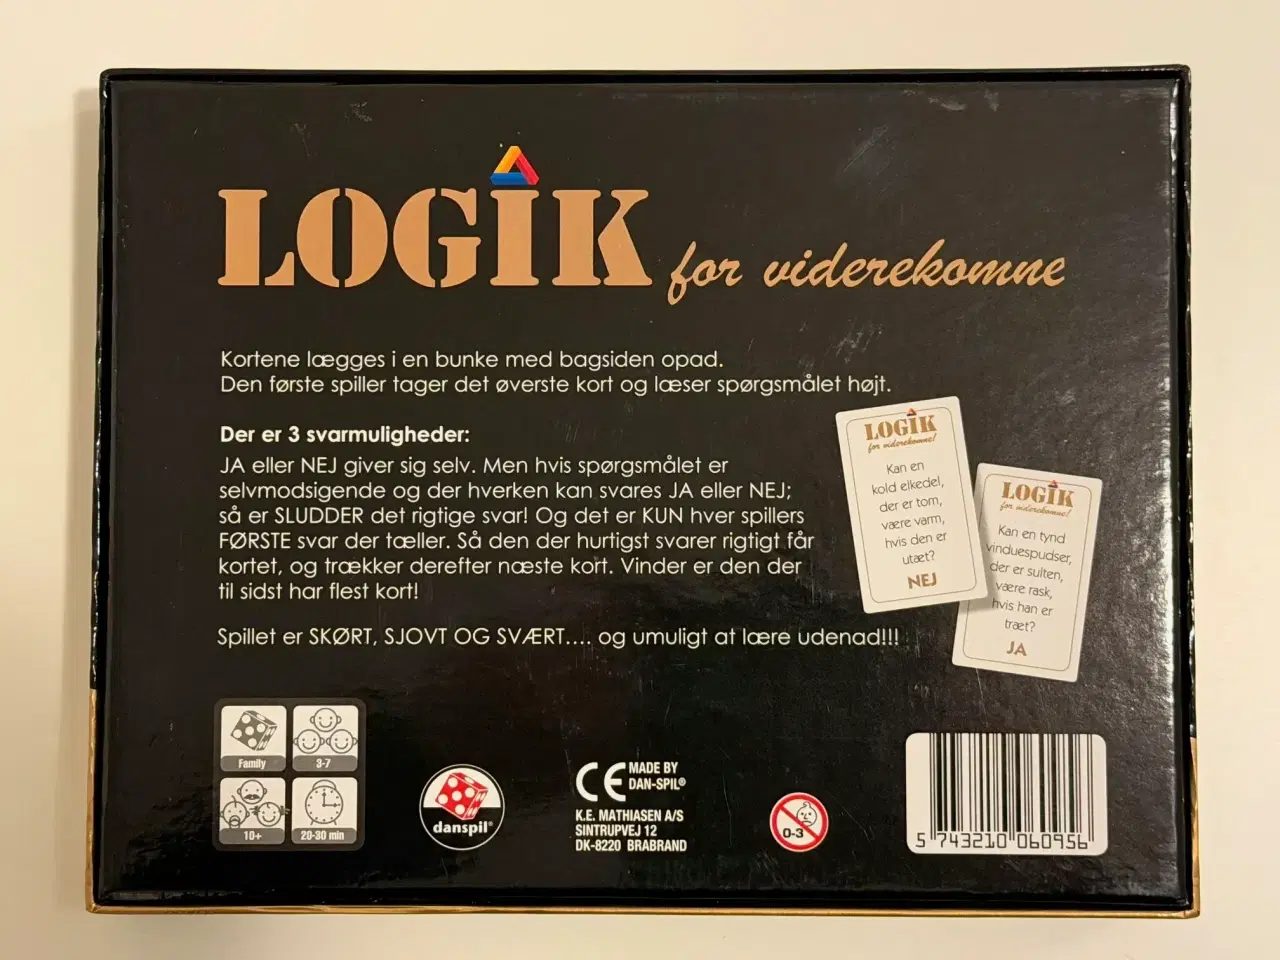 LOGIK for viderekomne
Kortene lægges i en bunke med bagsiden opad.
Den første spiller tager det øverste kort og læser spørgsmålet højt.
Der er 3 svarmuligheder:
JA eller NEJ giver sig selv. Men hvis spørgsmålet er
selvmodsigende og der hverken kan svares JA eller NEJ;
så er SLUDDER det rigtige svar! Og det er KUN hver spillers
FØRSTE svar der tæller. Så den der hurtigst svarer rigtigt får
kortet, og trækker derefter næste kort. Vinder er den der
til sidst har flest kort!
Spillet er SKØRT, SJOVT OG SVÆRT.... og umuligt at lære udenad!!!
LOGIK
for viderekomne!
Kan en
kold elkedel,
der er tom,
være varm,
hvis den er
utæt?
NEJ
LOGIK
for viderekomne!
Kan en tynd
vinduespudser,
der er sulten,
være rask,
hvis han er
træt?
JA
Family
3-7
10+
20-30 min
danspil®
CE MADE BY
DAN-SPIL®
K.E. MATHIASEN A/S
SINTRUPVEJ 12
DK-8220 BRABRAND
0-3
5 743210 060956